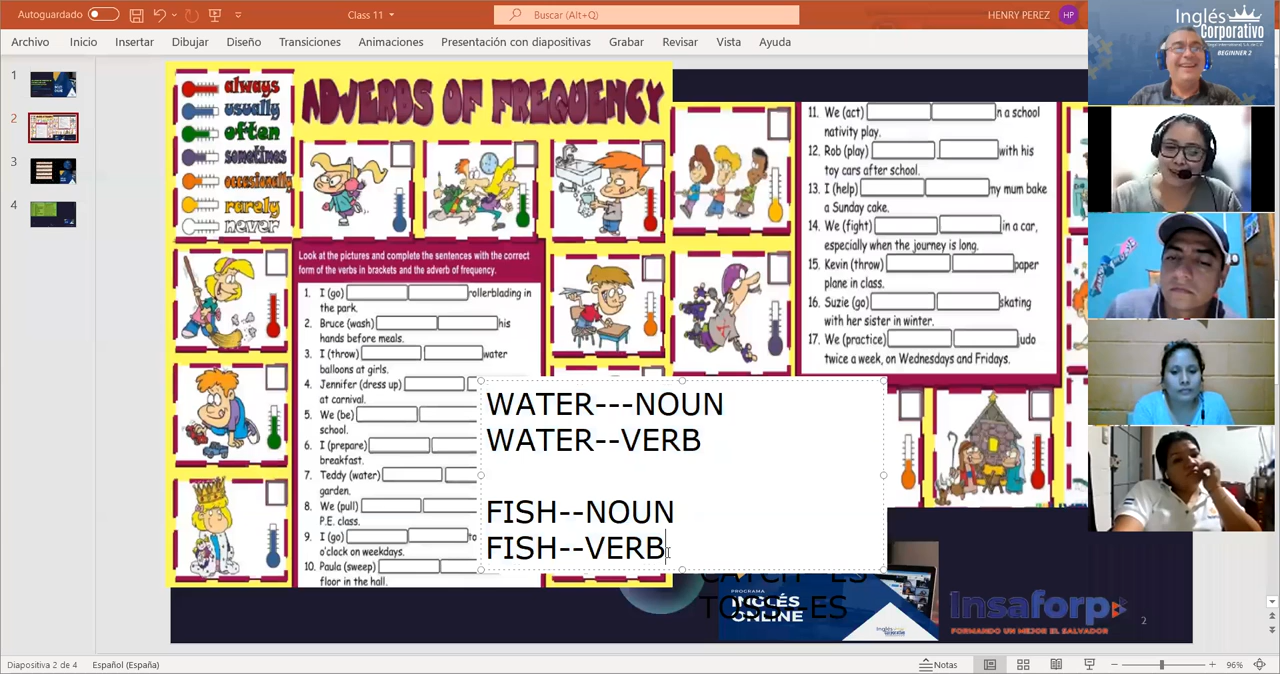 Autoguardado
Class 11
Buscar (Alt+Q)
HENRY PEREZ
HP
Archivo
Inicio
Insertar
Dibujar
Diseño
Transiciones
Animaciones
Presentación con diapositivas
Grabar
Revisar
Vista
Ayuda
Inglés
Corporativo
BEGINNER 2
1
2
3
4
always
usually
often
sometimes
occasionally
rarely
never
ADVERBS OF FREQUENCY
Look at the pictures and complete the sentences with the correct
form of the verbs in brackets and the adverb of frequency.
1. I (go) rollerblading in
the park.
2. Bruce (wash) his
hands before meals.
3. I (throw) water
balloons at girls.
4. Jennifer (dress up)
at carnival.
5. We (be)
school.
6. I (prepare)
breakfast.
7. Teddy (water)
garden.
8. We (pull)
P.E. class.
9. I (go) to
o'clock on weekdays.
10. Paula (sweep)
floor in the hall.
11. We (act) n a school
nativity play.
12. Rob (play) with his
toy cars after school.
13. I (help) my mum bake
a Sunday cake.
14. We (fight) in a car,
especially when the journey is long.
15. Kevin (throw) paper
plane in class.
16. Suzie (go) skating
with her sister in winter.
17. We (practice) udo
twice a week, on Wednesdays and Fridays.
WATER---NOUN
WATER--VERB
FISH--NOUN
FISH--VERB
CATCH--ES
TOSS--ES
PROGRAMA
INGLÉS
ONLINE
Insaforp
FORMANDO UN MEJOR EL SALVADOR
2
Diapositiva 2 de 4
Español (España)
Notas
96%